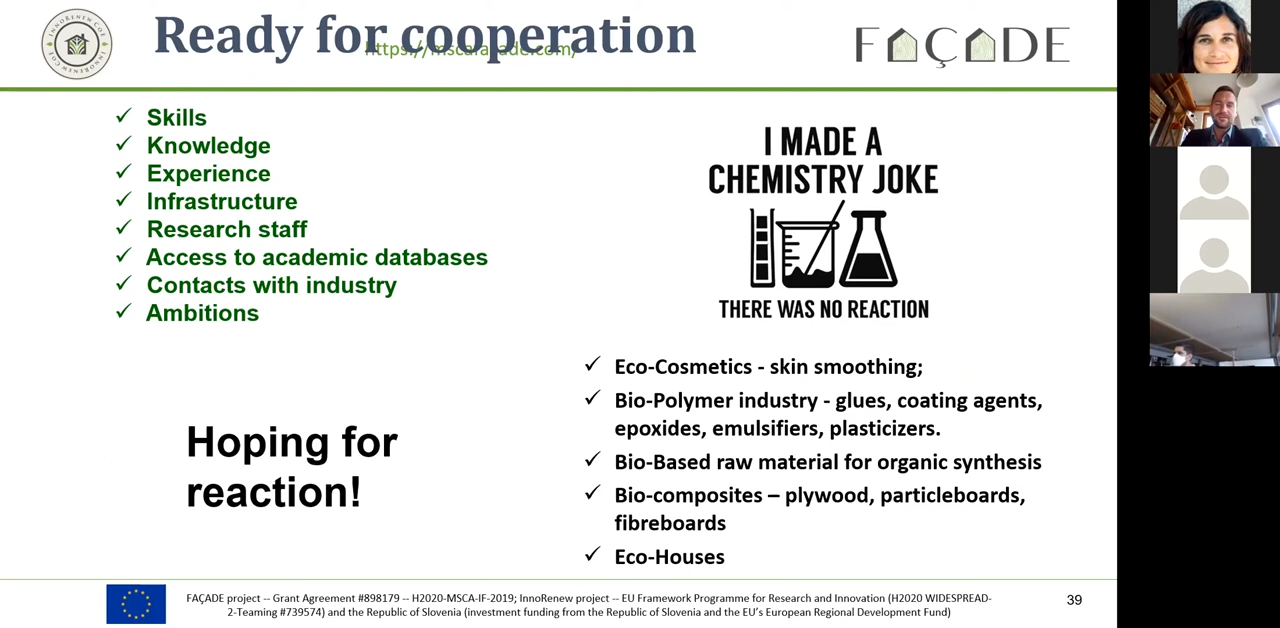 INNORENEW COE
INNORENEW COE
Ready for cooperation
FAÇADE
✓ Skills
✓ Knowledge
✓ Experience
✓ Infrastructure
✓ Research staff
✓ Access to academic databases
✓ Contacts with industry
✓ Ambitions
I MADE A
CHEMISTRY JOKE
THERE WAS NO REACTION
Hoping for
reaction!
✓ Eco-Cosmetics - skin smoothing;
✓ Bio-Polymer industry - glues, coating agents,
epoxides, emulsifiers, plasticizers.
✓ Bio-Based raw material for organic synthesis
✓ Bio-composites – plywood, particleboards,
fibreboards
✓ Eco-Houses
FAÇADE project -- Grant Agreement #898179 -- H2020-MSCA-IF-2019; InnoRenew project -- EU Framework Programme for Research and Innovation (H2020 WIDESPREAD-
2-Teaming #739574) and the Republic of Slovenia (investment funding from the Republic of Slovenia and the EU's European Regional Development Fund)
39